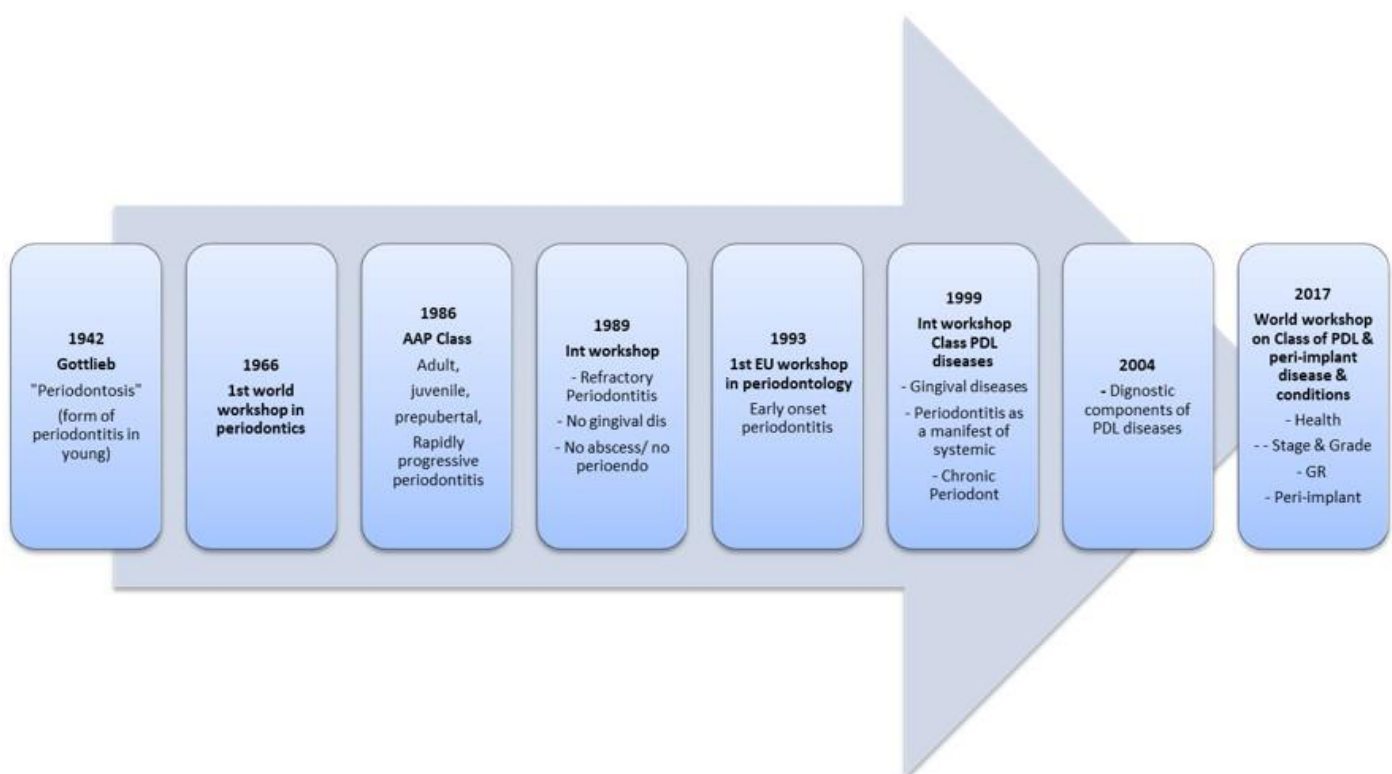 1942
Gottlieb
"Periodontosis"
(form of
periodontitis in
young)
1966
1st world
workshop in
periodontics
1986
AAP Class
Adult,
juvenile,
prepubertal,
Rapidly
progressive
periodontitis
1989
Int workshop
- Refractory
Periodontitis
- No gingival dis
- No abscess/ no
perioendo
1993
1st EU workshop
in periodontology
Early onset
periodontitis
1999
Int workshop
Class PDL
diseases
- Gingival diseases
- Periodontitis as
a manifest of
systemic
- Chronic
Periodont
2004
- Dignostic
components of
PDL diseases
2017
World workshop
on Class of PDL &
peri-implant
disease &
conditions
- Health
- - Stage & Grade
- GR
- Peri-implant